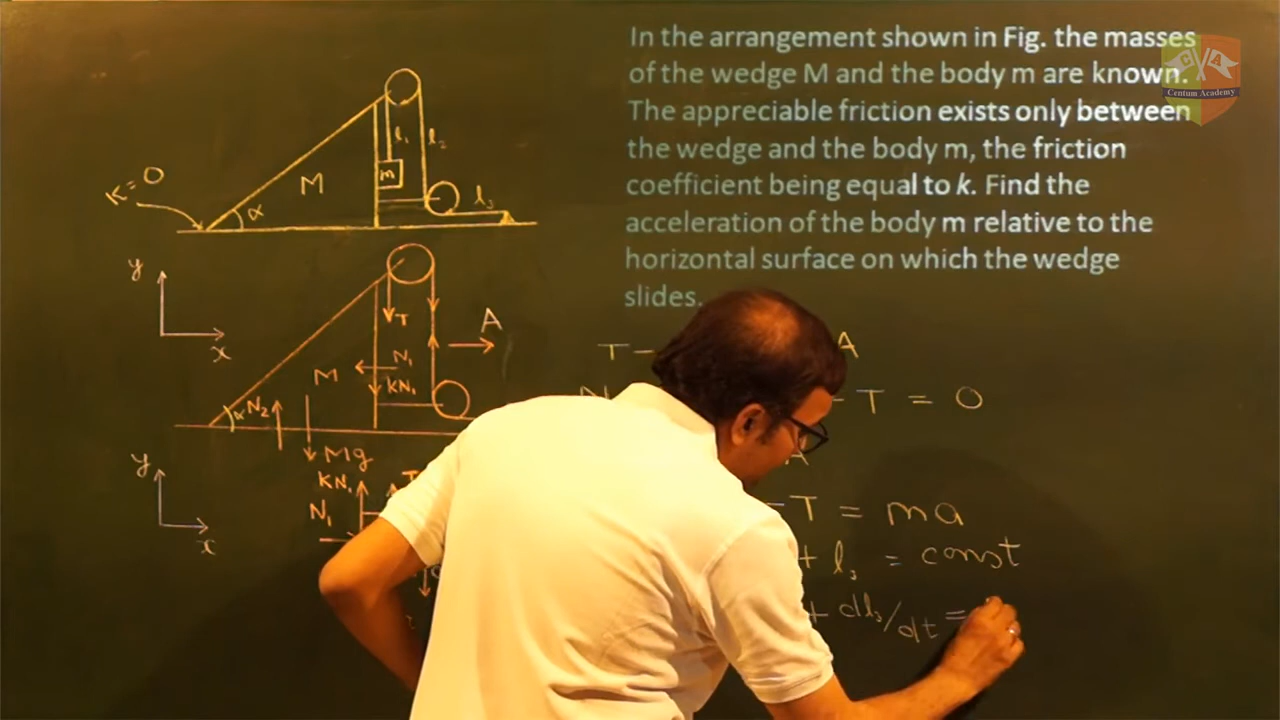 In the arrangement shown in Fig. the masses
of the wedge M and the body m are known.
The appreciable friction exists only between
the wedge and the body m, the friction
coefficient being equal to k. Find the
acceleration of the body m relative to the
horizontal surface on which the wedge
slides.
C A
Centum Academy
K = 0
α
M
l₁
l₂
m
l₃
y
x
T
A
M
N₁
kN₁
α
N₂
Mg
y
x
KN₁
N₁
T
T –
A
– T = 0
A
– T = ma
+ l₃ = const
+ dl₃/dt =